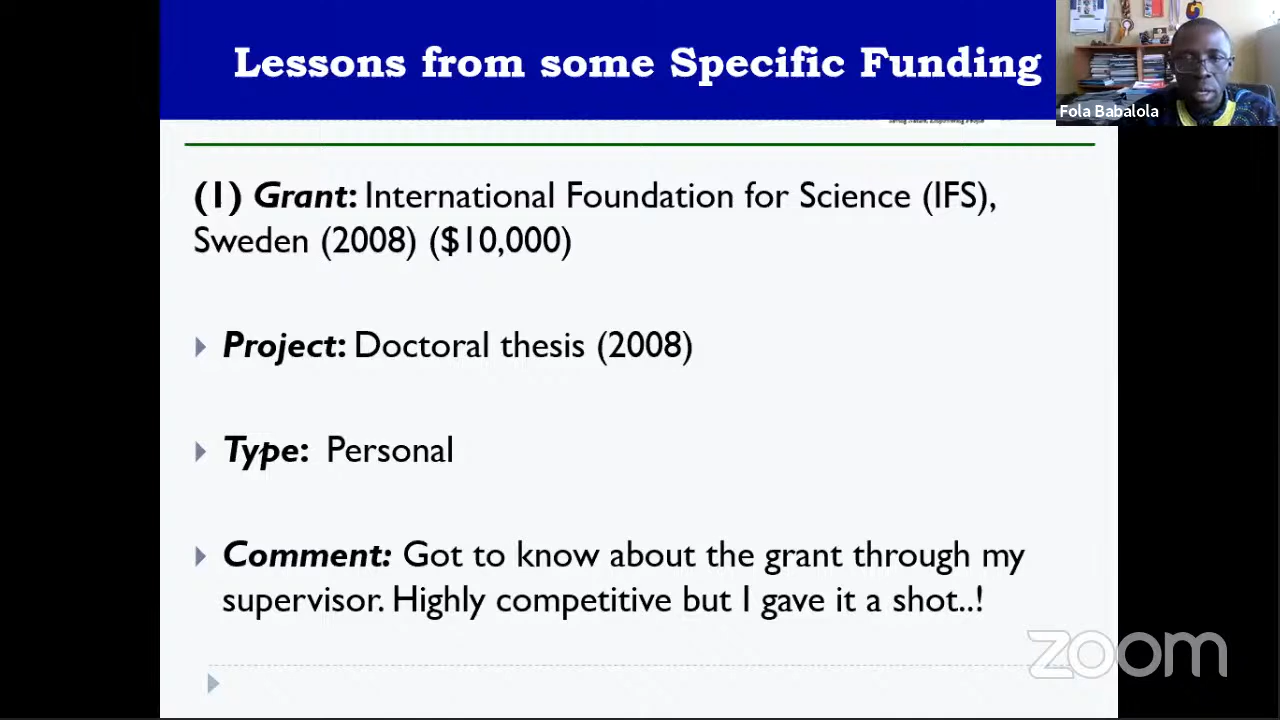 Lessons from some Specific Funding
Fola Babalola
(1) Grant: International Foundation for Science (IFS),
Sweden (2008) ($10,000)
Project: Doctoral thesis (2008)
Type: Personal
Comment: Got to know about the grant through my
supervisor. Highly competitive but I gave it a shot..!
zoom